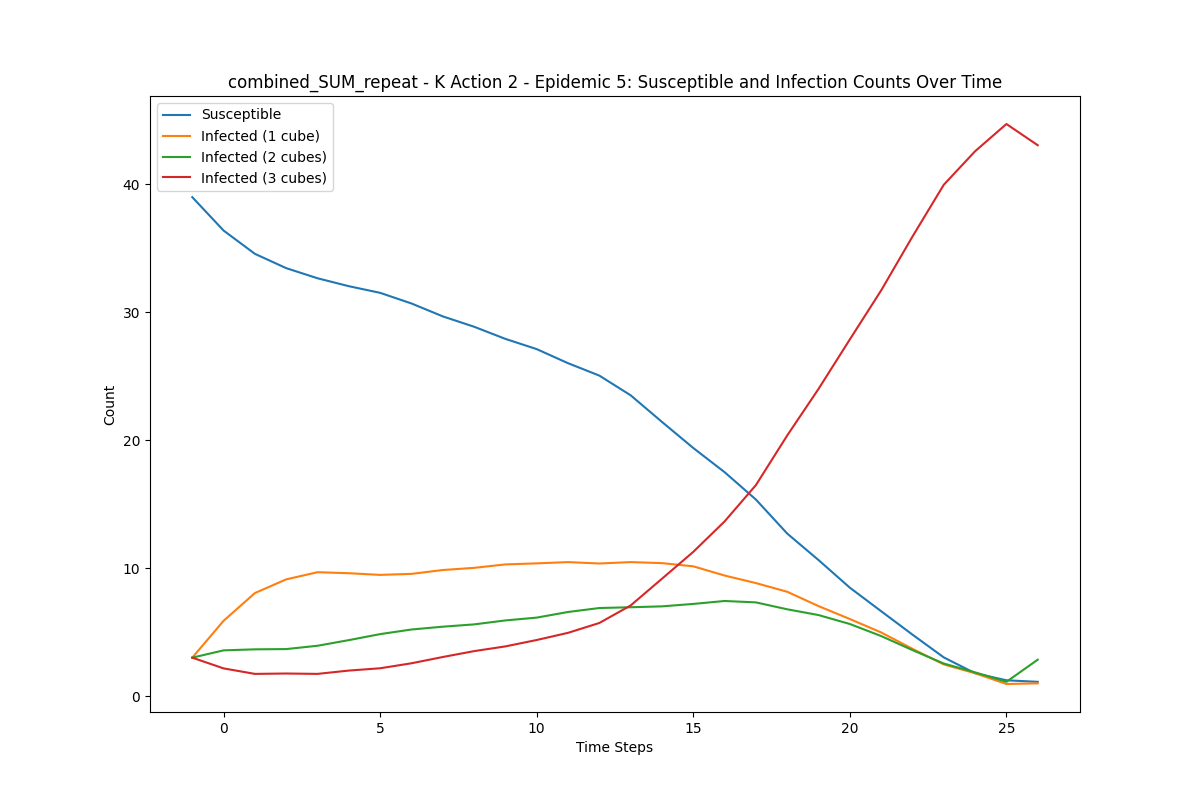 combined_SUM_repeat - K Action 2 - Epidemic 5: Susceptible and Infection Counts Over Time
Susceptible
Infected (1 cube)
Infected (2 cubes)
Infected (3 cubes)
40
30
20
10
0
Count
0 5 10 15 20 25
Time Steps